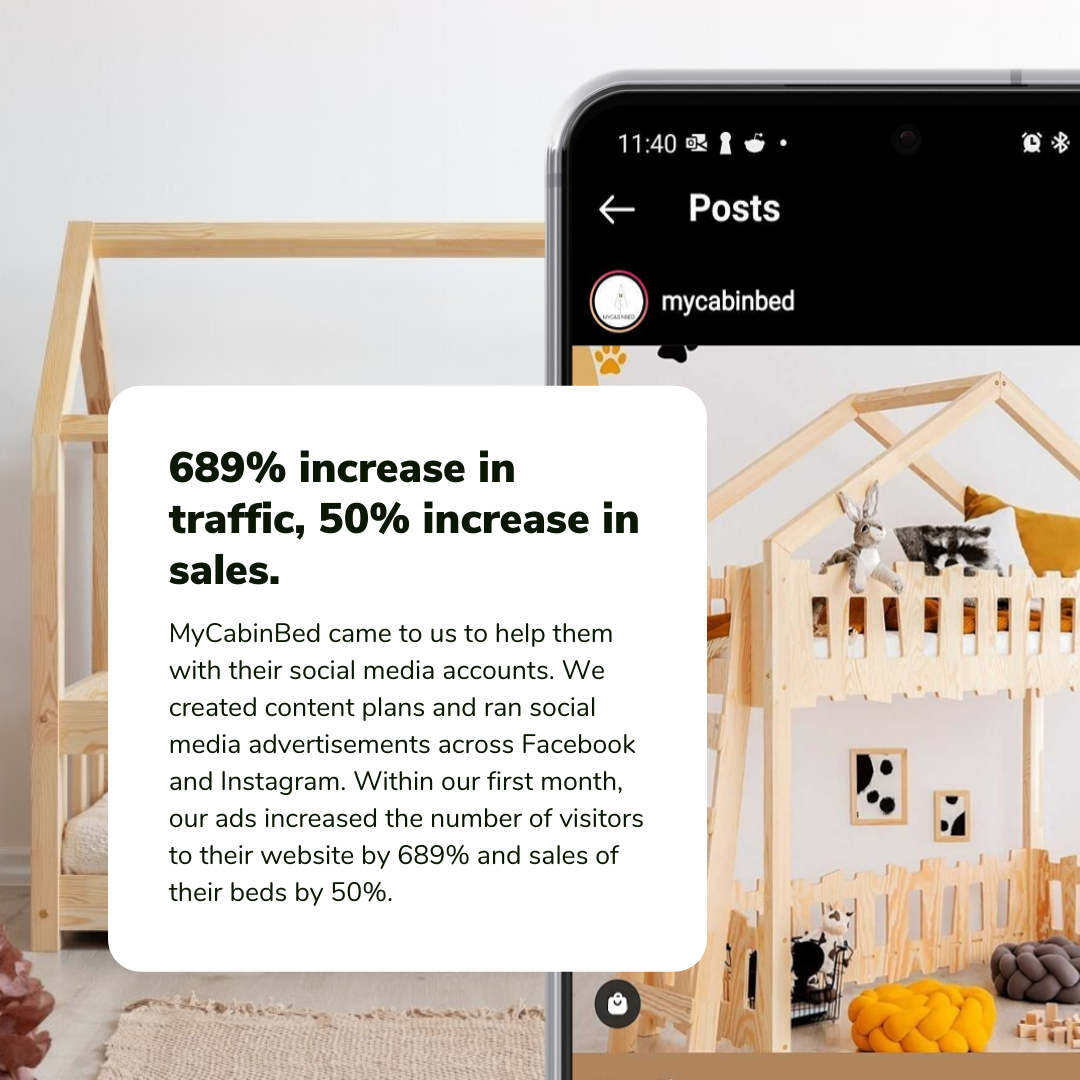 11:40
Posts
mycabinbed
MYCABINBED
689% increase in
traffic, 50% increase in
sales.
MyCabinBed came to us to help them
with their social media accounts. We
created content plans and ran social
media advertisements across Facebook
and Instagram. Within our first month,
our ads increased the number of visitors
to their website by 689% and sales of
their beds by 50%.